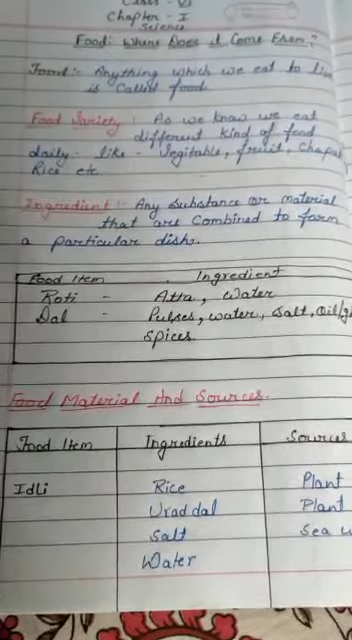 Class - VI
Chapter - I
Science
Food: Where Does it Come From?
Food:- Anything which we eat to live
is Called food.
Food Variety : As we know we eat
different kind of food
daily like - Vegitable, fruit, Chapati
Rice etc
Ingredient :- Any substance or material
that are Combined to form
a particular dish.
Food Item Ingredient
Roti - Atta, water
Dal - Pulses, water, Salt, Oil/
Spices
Food Material And Sources.
Food Item Ingredients Sources
Idli Rice Plant
Urad dal Plant
Salt Sea
Water